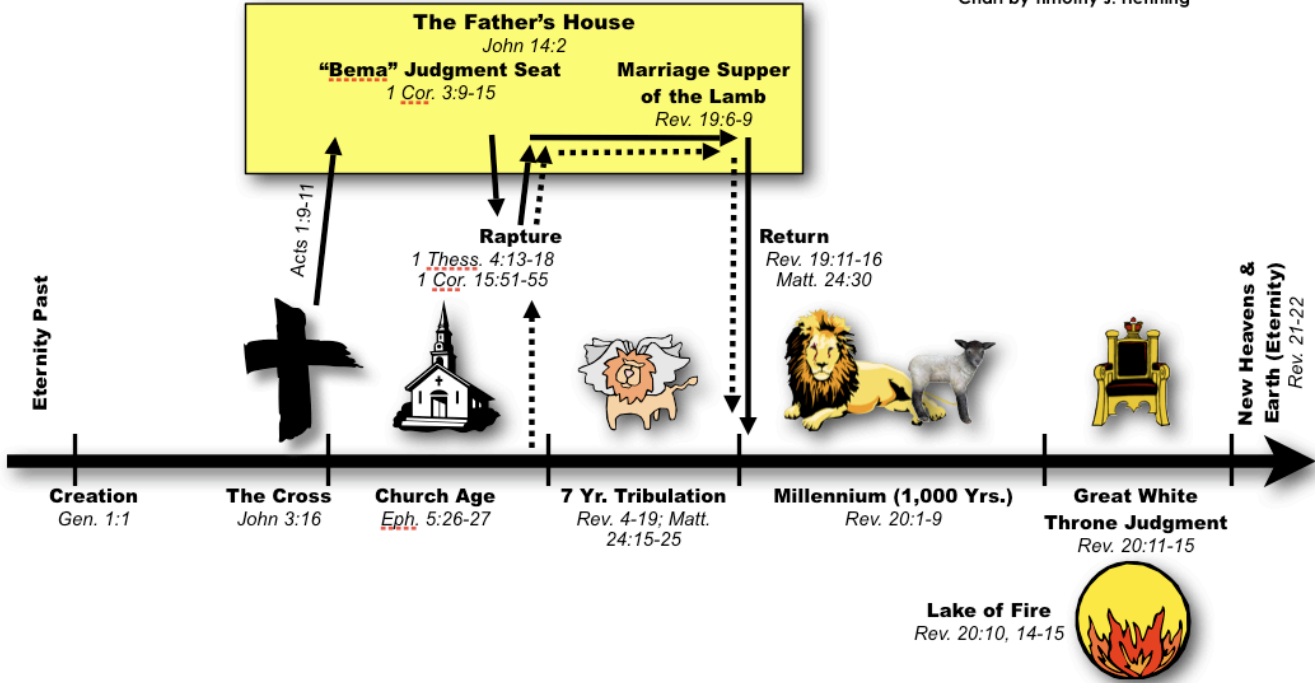 Chart by Timothy J. Henning
The Father's House
John 14:2
“Bema” Judgment Seat
1 Cor. 3:9-15
Marriage Supper
of the Lamb
Rev. 19:6-9
Acts 1:9-11
Rapture
1 Thess. 4:13-18
1 Cor. 15:51-55
Return
Rev. 19:11-16
Matt. 24:30
Eternity Past
New Heavens &
Earth (Eternity)
Rev. 21-22
Creation
Gen. 1:1
The Cross
John 3:16
Church Age
Eph. 5:26-27
7 Yr. Tribulation
Rev. 4-19; Matt.
24:15-25
Millennium (1,000 Yrs.)
Rev. 20:1-9
Great White
Throne Judgment
Rev. 20:11-15
Lake of Fire
Rev. 20:10, 14-15